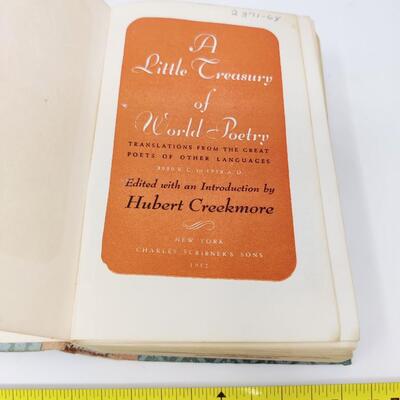 A
Little Treasury
of
World Poetry
TRANSLATIONS FROM THE GREAT
POETS OF OTHER LANGUAGES
Edited with an Introduction by
Hubert Creekmore
NEW YORK
CHARLES SCRIBNER'S SONS
1952